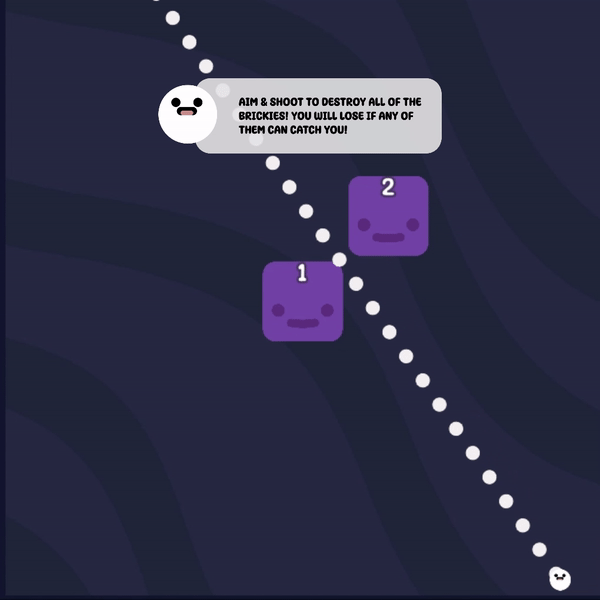 AIM & SHOOT TO DESTROY ALL OF THE
BRICKIES! YOU WILL LOSE IF ANY OF
THEM CAN CATCH YOU!
2
1